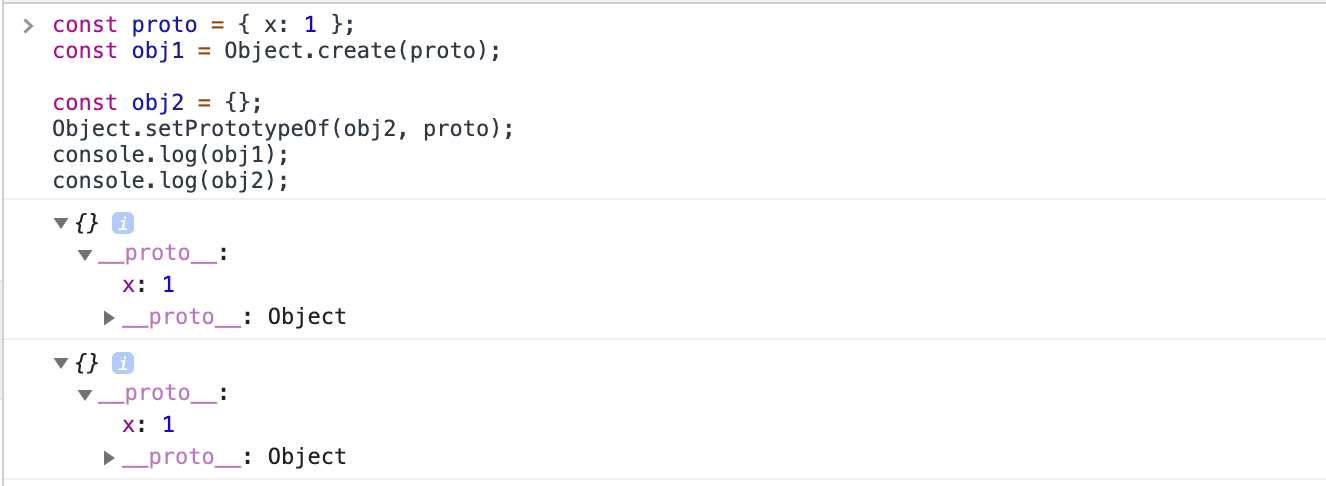 const proto = { x: 1 };
const obj1 = Object.create(proto);
const obj2 = {};
Object.setPrototypeOf(obj2, proto);
console.log(obj1);
console.log(obj2);
{} i
__proto__:
x: 1
__proto__: Object
{} i
__proto__:
x: 1
__proto__: Object